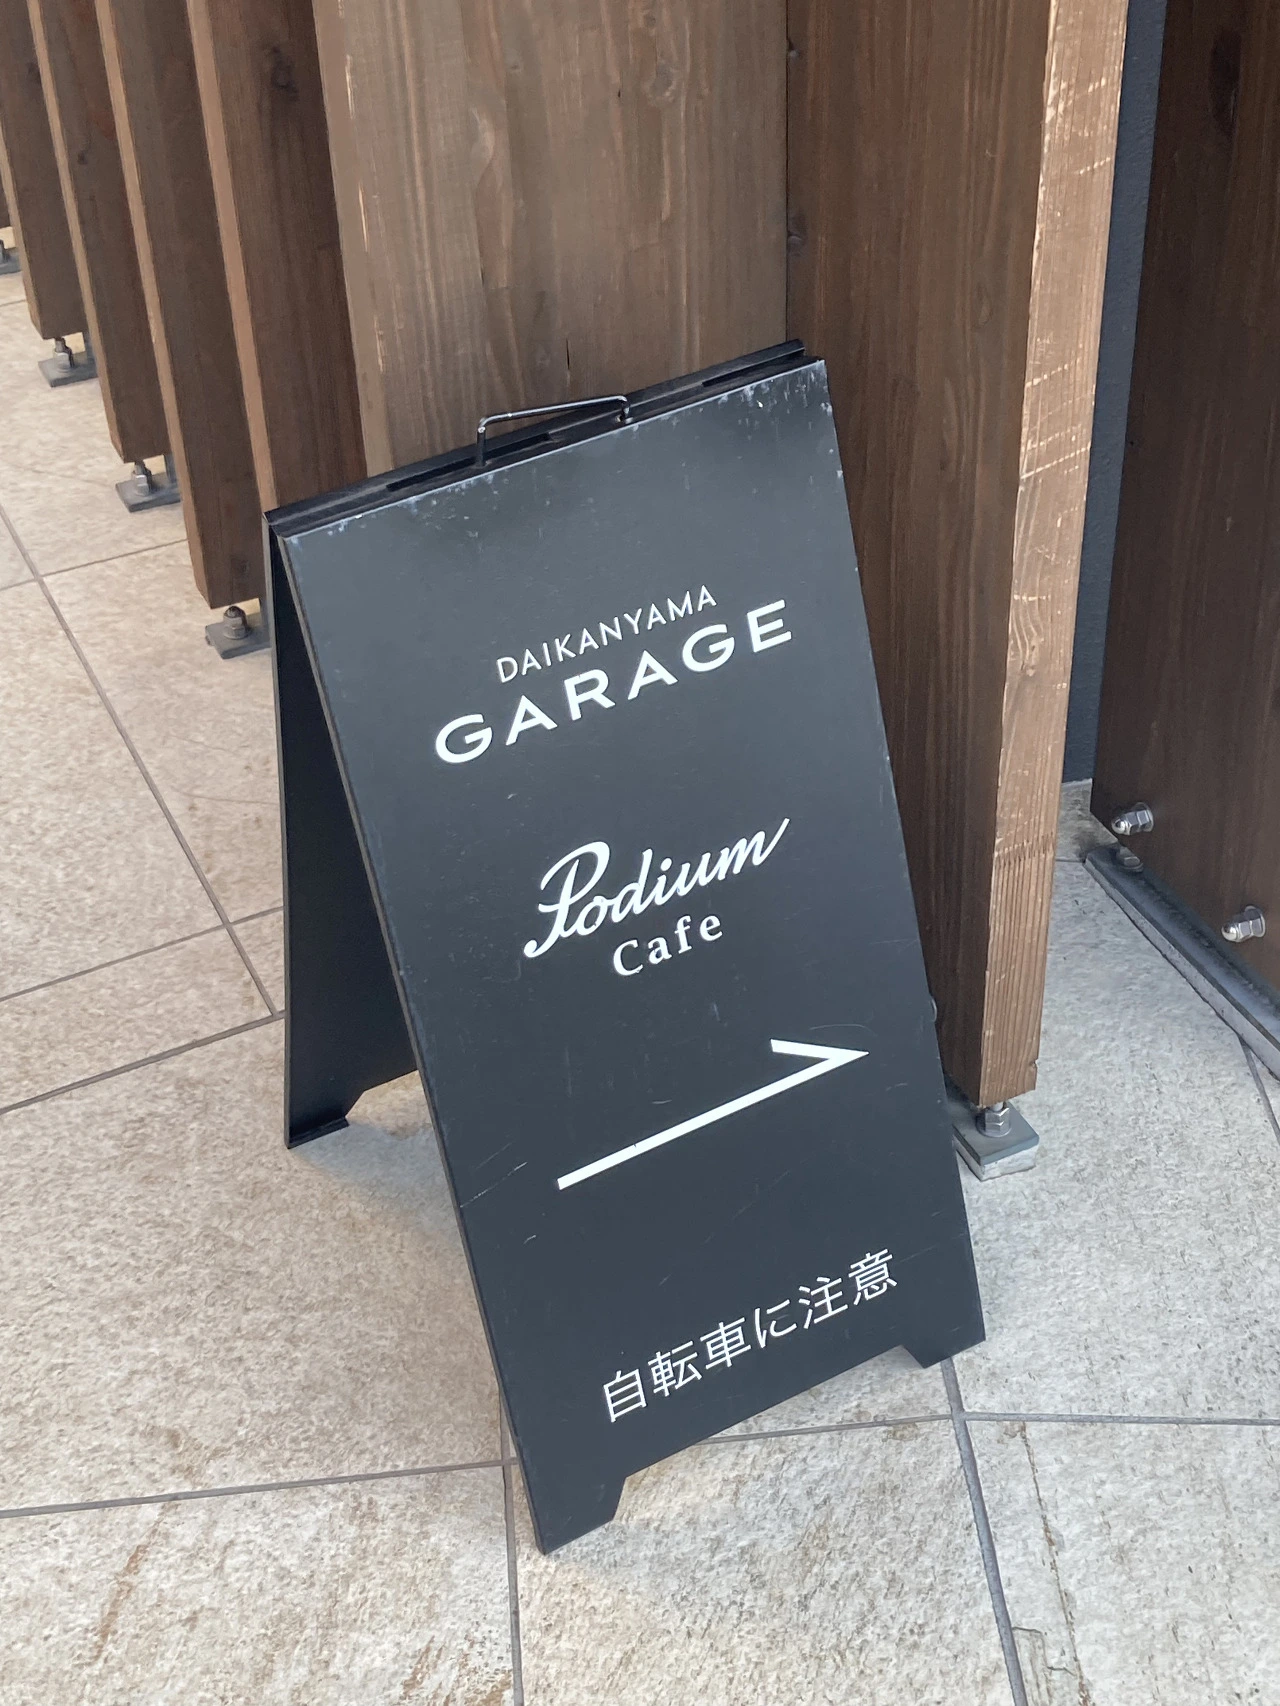 DAIKANYAMA
GARAGE
Podium
Cafe
自転車に注意